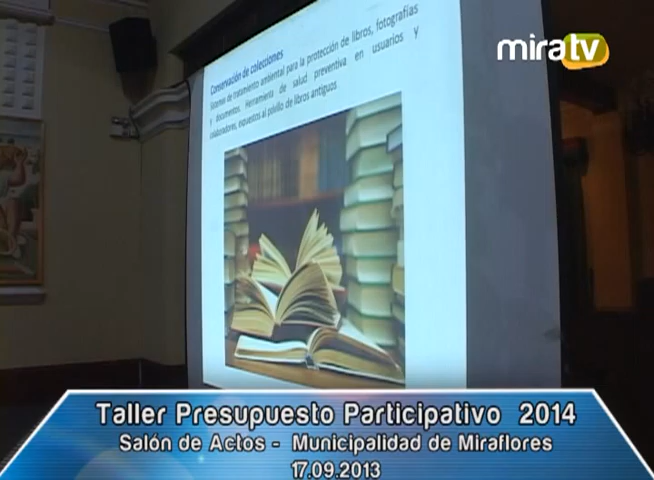 miratv
Conservación de colecciones
Sistemas de tratamiento ambiental para la protección de libros, fotografías
y documentos. Herramienta de salud preventiva en usuarios y
colaboradores, expuestos al polvillo de libros antiguos.
Taller Presupuesto Participativo 2014
Salón de Actos - Municipalidad de Miraflores
17.09.2013